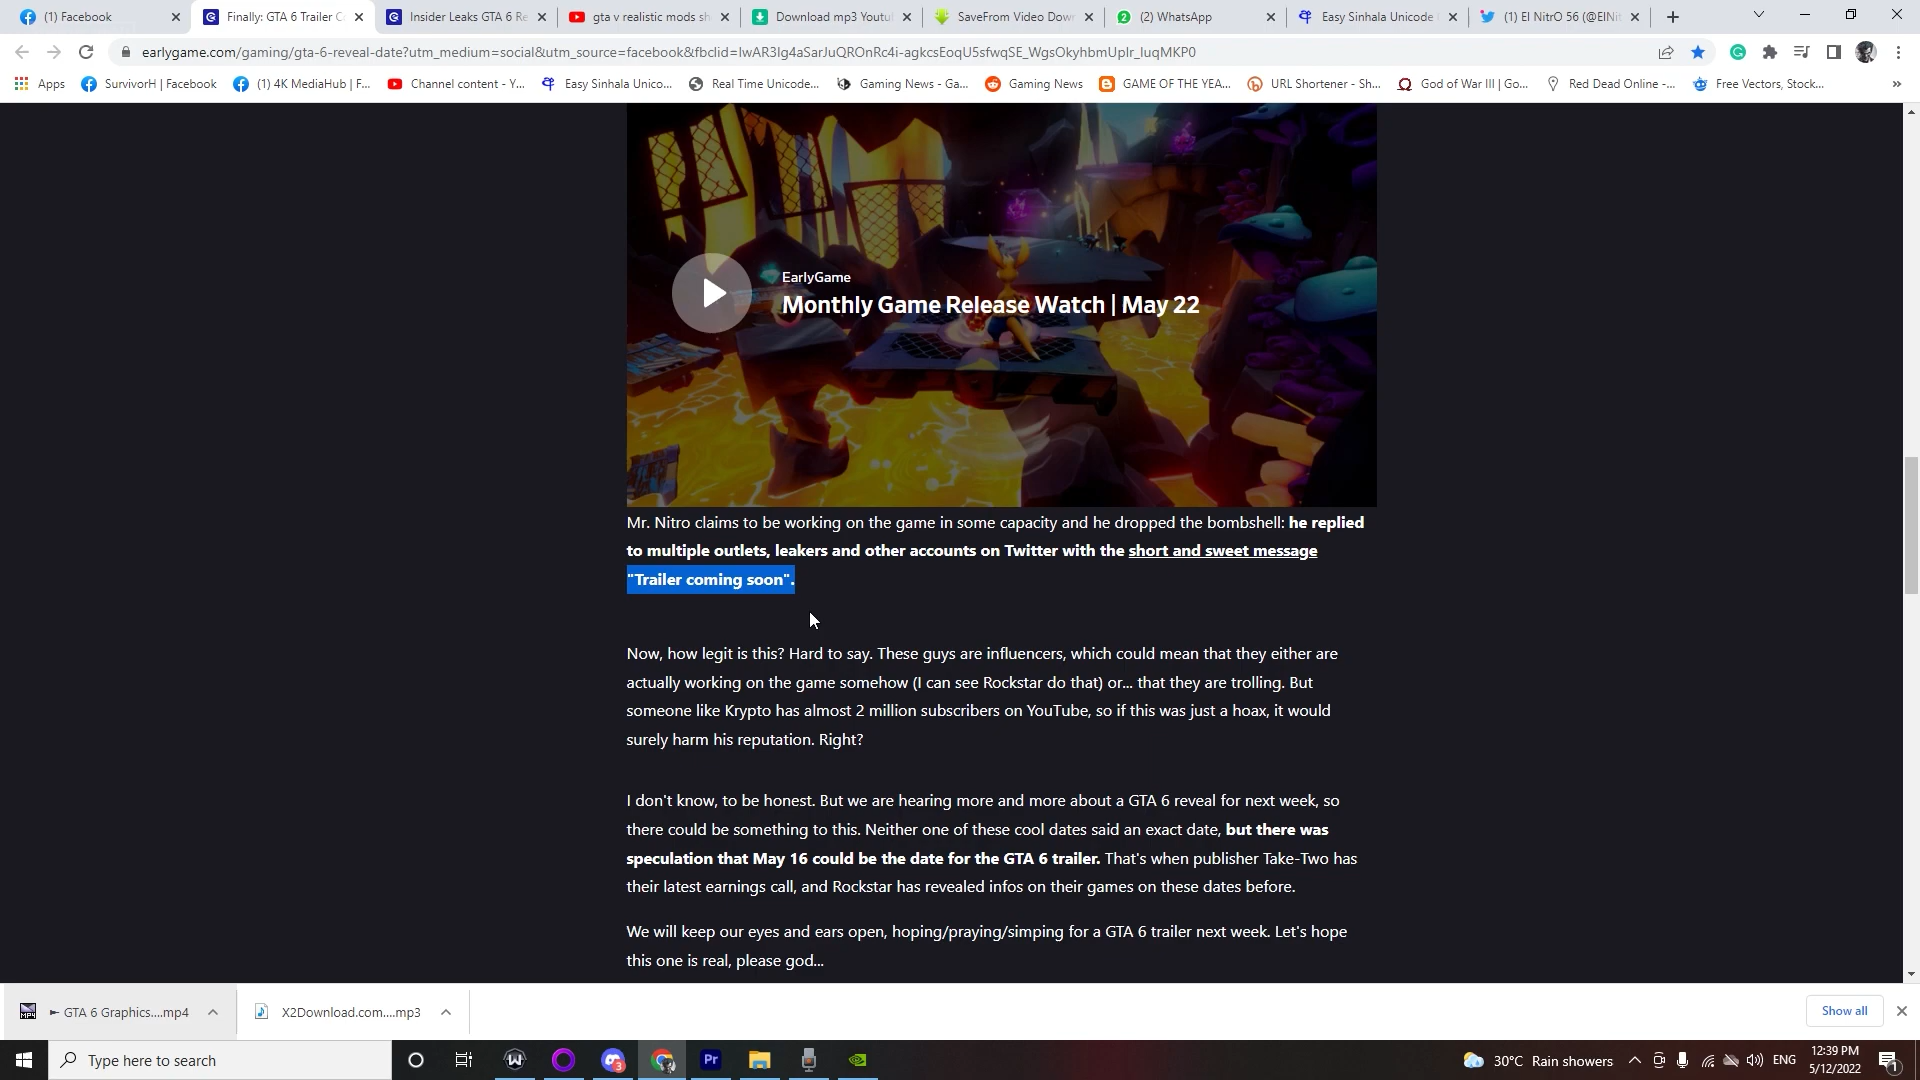 (1) Facebook
Finally: GTA 6 Trailer C
Insider Leaks GTA 6 Re
gta v realistic mods sh
Download mp3 Youtu
SaveFrom Video Dow
(2) WhatsApp
Easy Sinhala Unicode
(1) El NitrO 56 (@ElNit
earlygame.com/gaming/gta-6-reveal-date?utm_medium=social&utm_source=facebook&fbclid=IwAR3Ig4aSarJuQROnRc4i-agkcsEoqU5sfwqSE_WgsOkyhbmUpIr_IuqMKP0
Apps
SurvivorH | Facebook
(1) 4K MediaHub | F...
Channel content - Y...
Easy Sinhala Unico...
Real Time Unicode...
Gaming News - Ga...
Gaming News
GAME OF THE YEA...
URL Shortener - Sh...
God of War III | Go...
Red Dead Online -...
Free Vectors, Stock...
»
EarlyGame
Monthly Game Release Watch | May 22
Mr. Nitro claims to be working on the game in some capacity and he dropped the bombshell: he replied
to multiple outlets, leakers and other accounts on Twitter with the short and sweet message
"Trailer coming soon".
Now, how legit is this? Hard to say. These guys are influencers, which could mean that they either are
actually working on the game somehow (I can see Rockstar do that) or... that they are trolling. But
someone like Krypto has almost 2 million subscribers on YouTube, so if this was just a hoax, it would
surely harm his reputation. Right?
I don't know, to be honest. But we are hearing more and more about a GTA 6 reveal for next week, so
there could be something to this. Neither one of these cool dates said an exact date, but there was
speculation that May 16 could be the date for the GTA 6 trailer. That's when publisher Take-Two has
their latest earnings call, and Rockstar has revealed infos on their games on these dates before.
We will keep our eyes and ears open, hoping/praying/simping for a GTA 6 trailer next week. Let's hope
this one is real, please god...
► GTA 6 Graphics....mp4
X2Download.com....mp3
Show all
Type here to search
Pr
3
30°C Rain showers
ENG
12:39 PM
5/12/2022
1